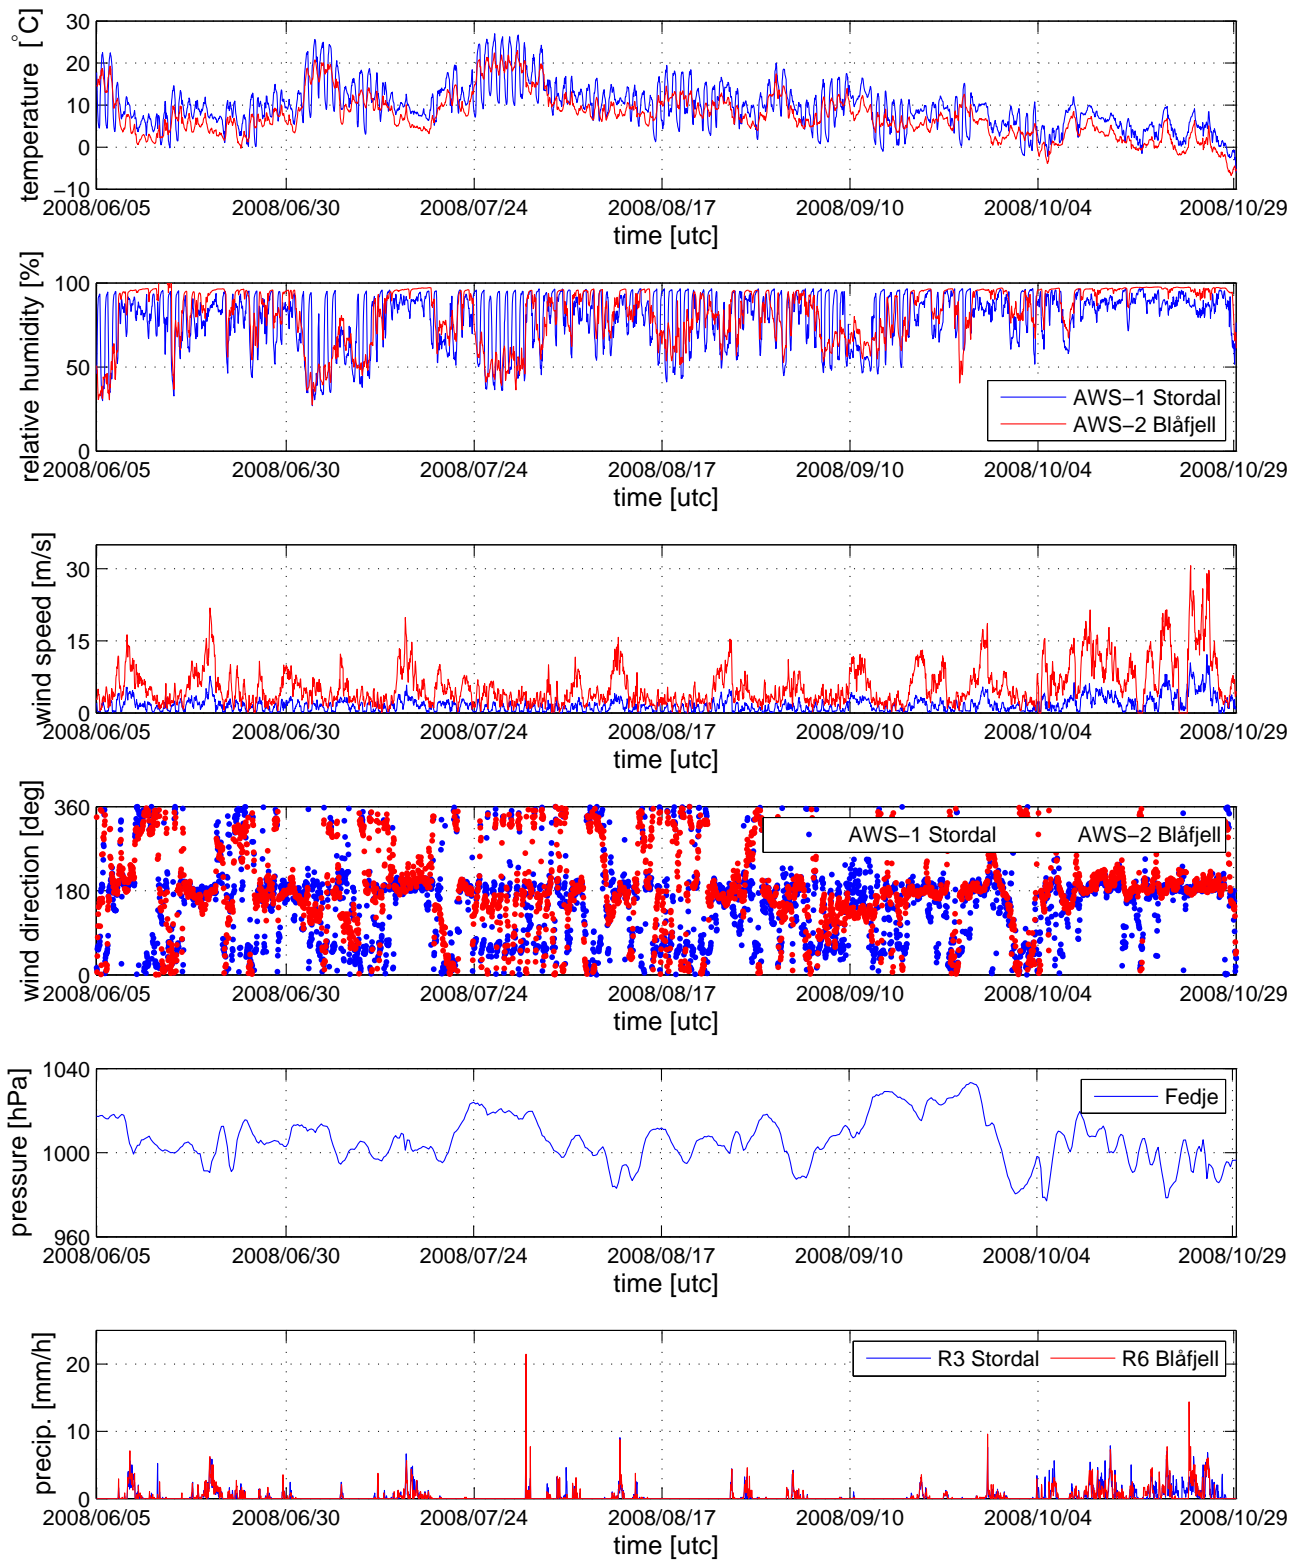 temperature [°C]
30
20
10
0
−10
2008/06/05 2008/06/30 2008/07/24 2008/08/17 2008/09/10 2008/10/04 2008/10/29
time [utc]
relative humidity [%]
100
50
0
AWS−1 Stordal
AWS−2 Blåfjell
2008/06/05 2008/06/30 2008/07/24 2008/08/17 2008/09/10 2008/10/04 2008/10/29
time [utc]
wind speed [m/s]
30
15
0
2008/06/05 2008/06/30 2008/07/24 2008/08/17 2008/09/10 2008/10/04 2008/10/29
time [utc]
wind direction [deg]
360
180
0
AWS−1 Stordal AWS−2 Blåfjell
2008/06/05 2008/06/30 2008/07/24 2008/08/17 2008/09/10 2008/10/04 2008/10/29
time [utc]
pressure [hPa]
1040
1000
960
Fedje
2008/06/05 2008/06/30 2008/07/24 2008/08/17 2008/09/10 2008/10/04 2008/10/29
time [utc]
precip. [mm/h]
20
10
0
R3 Stordal R6 Blåfjell
2008/06/05 2008/06/30 2008/07/24 2008/08/17 2008/09/10 2008/10/04 2008/10/29
time [utc]